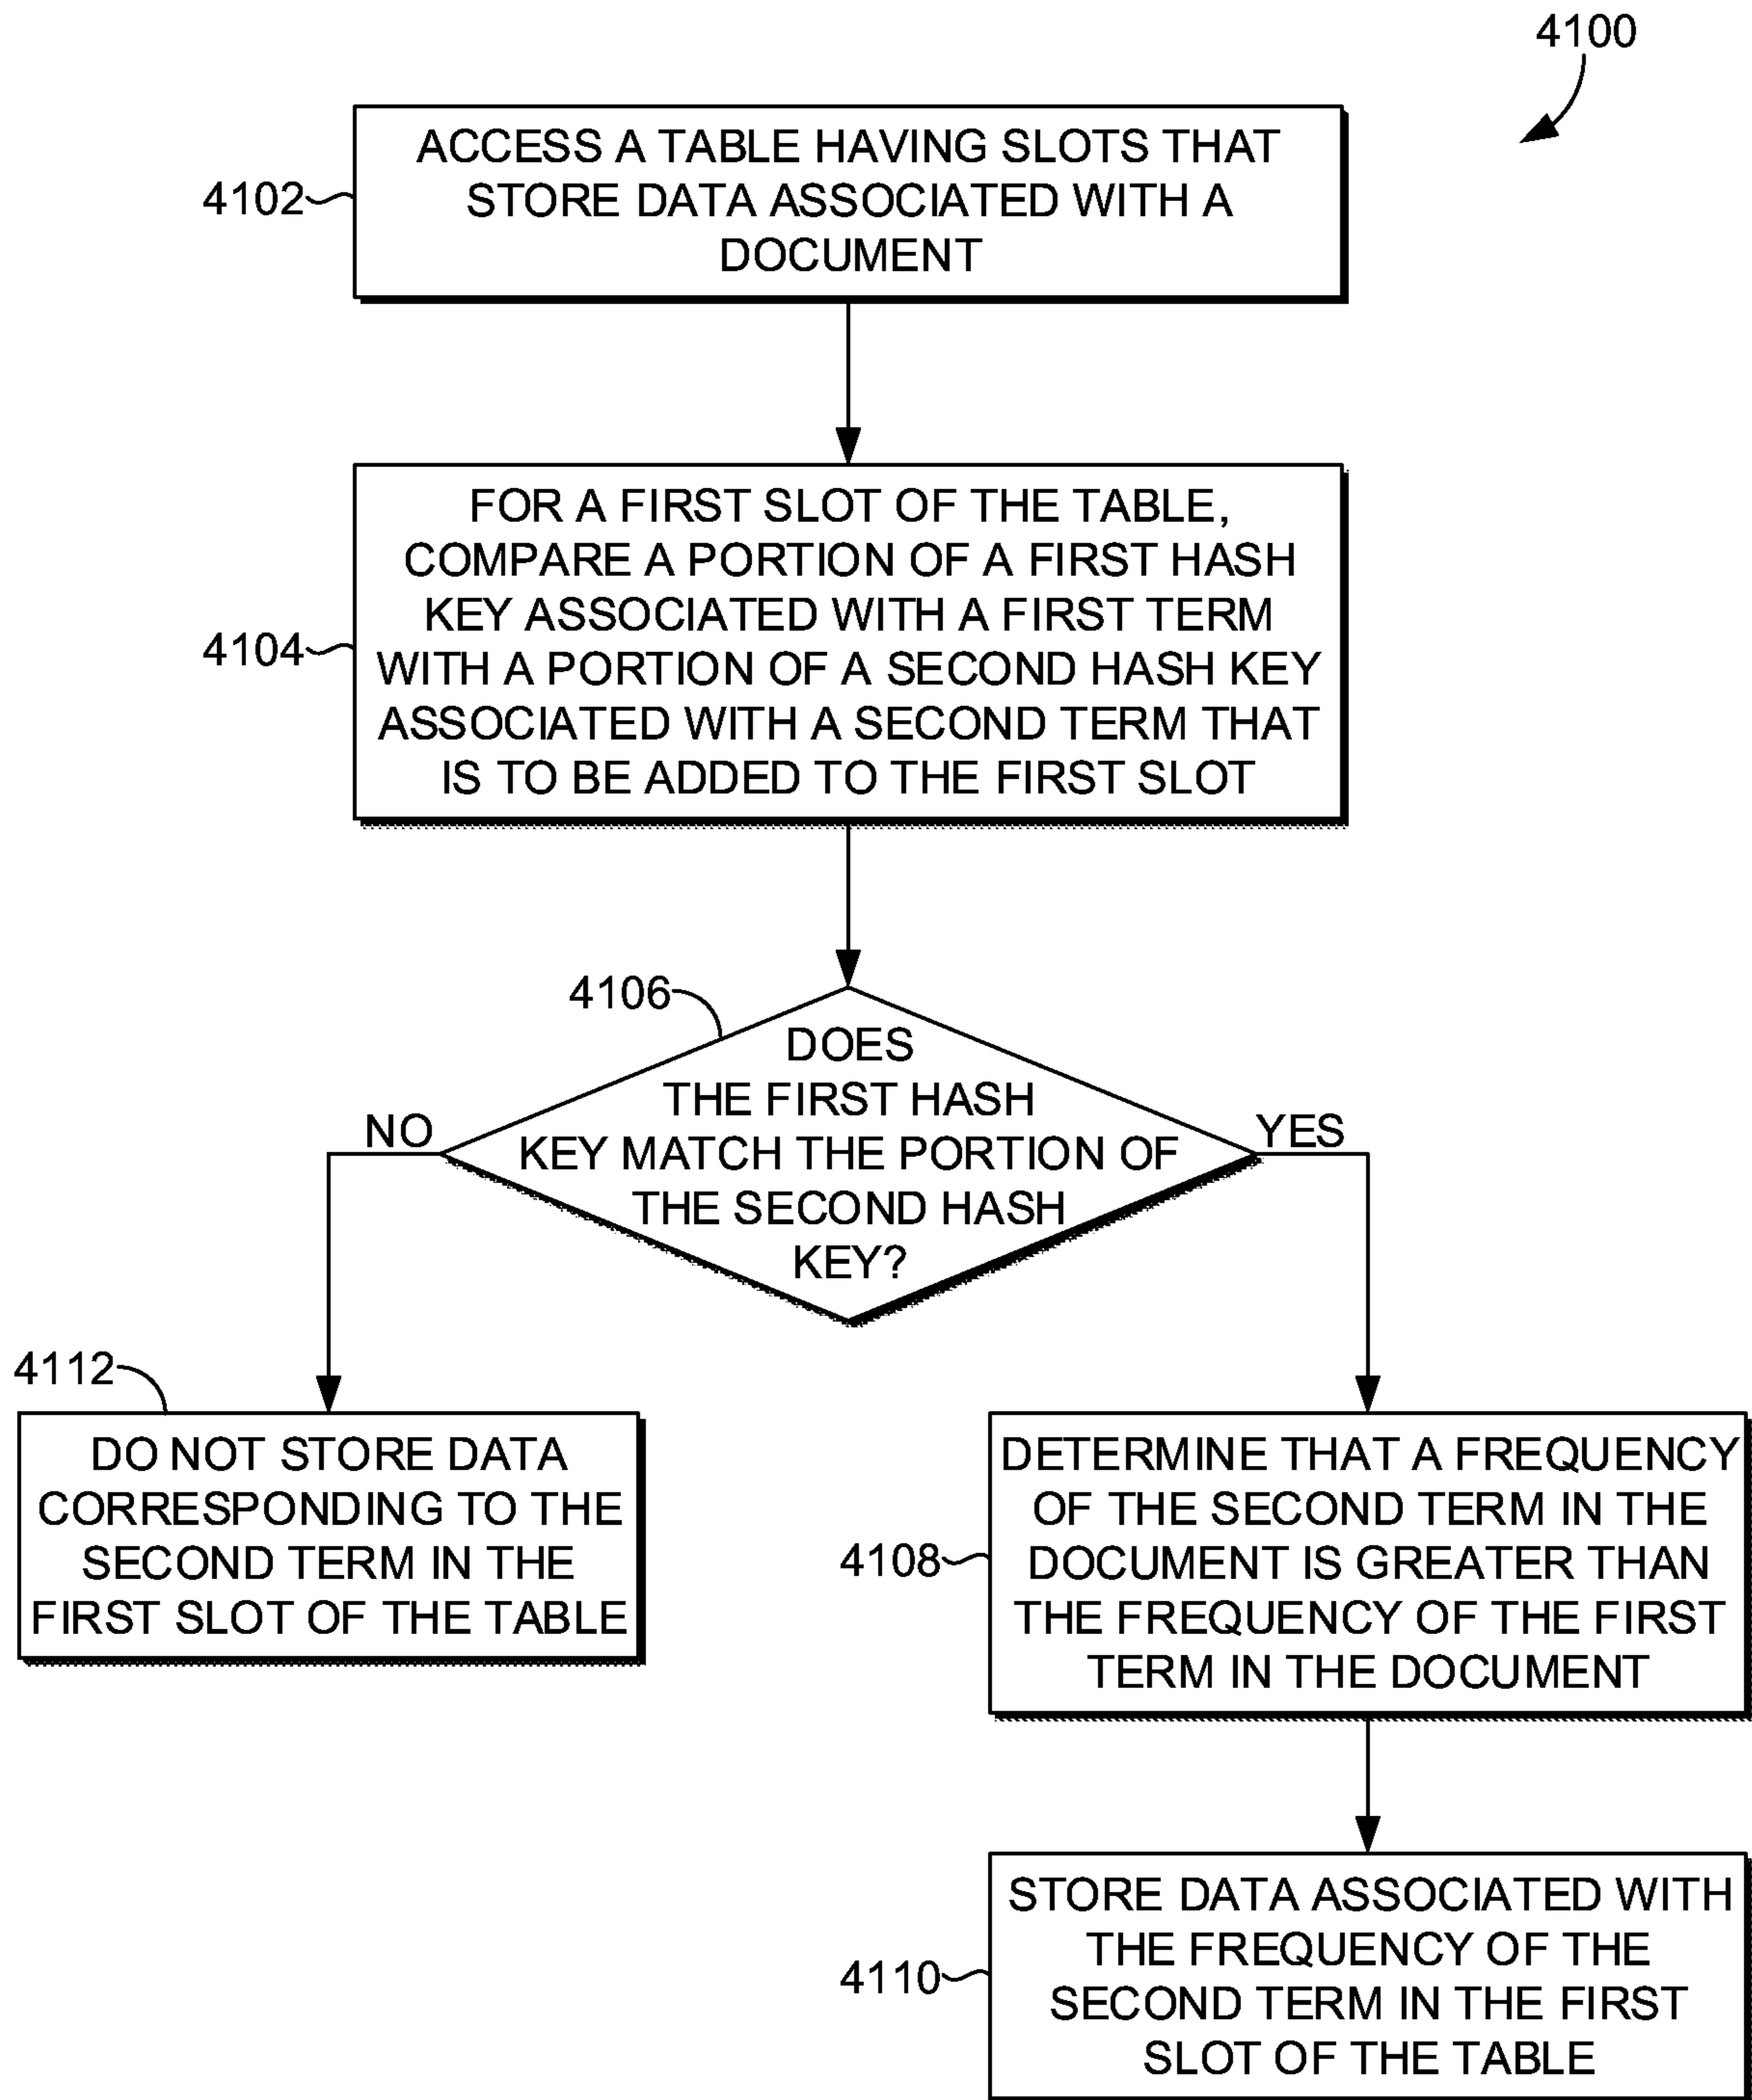 4100
4102
ACCESS A TABLE HAVING SLOTS THAT
STORE DATA ASSOCIATED WITH A
DOCUMENT
4104
FOR A FIRST SLOT OF THE TABLE,
COMPARE A PORTION OF A FIRST HASH
KEY ASSOCIATED WITH A FIRST TERM
WITH A PORTION OF A SECOND HASH KEY
ASSOCIATED WITH A SECOND TERM THAT
IS TO BE ADDED TO THE FIRST SLOT
4106
DOES
THE FIRST HASH
KEY MATCH THE PORTION OF
THE SECOND HASH
KEY?
NO
YES
4112
DO NOT STORE DATA
CORRESPONDING TO THE
SECOND TERM IN THE
FIRST SLOT OF THE TABLE
4108
DETERMINE THAT A FREQUENCY
OF THE SECOND TERM IN THE
DOCUMENT IS GREATER THAN
THE FREQUENCY OF THE FIRST
TERM IN THE DOCUMENT
4110
STORE DATA ASSOCIATED WITH
THE FREQUENCY OF THE
SECOND TERM IN THE FIRST
SLOT OF THE TABLE